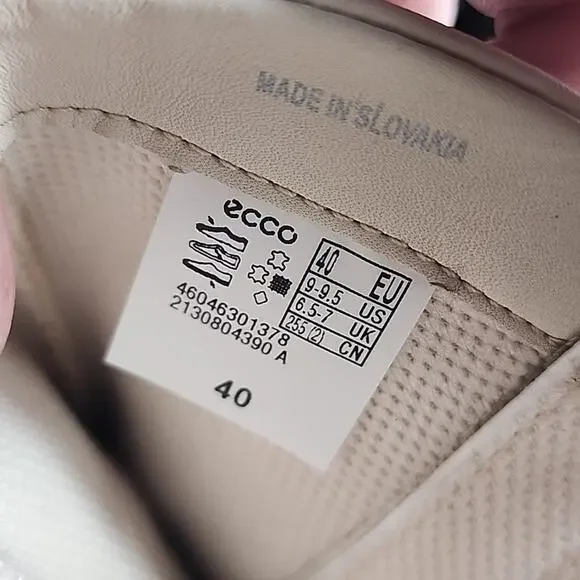 MADE IN SLOVAKIA
ecco
40 EU
9-9.5 US
6.5-7 UK
255 (2) CN
46046301378
2130804390 A
40